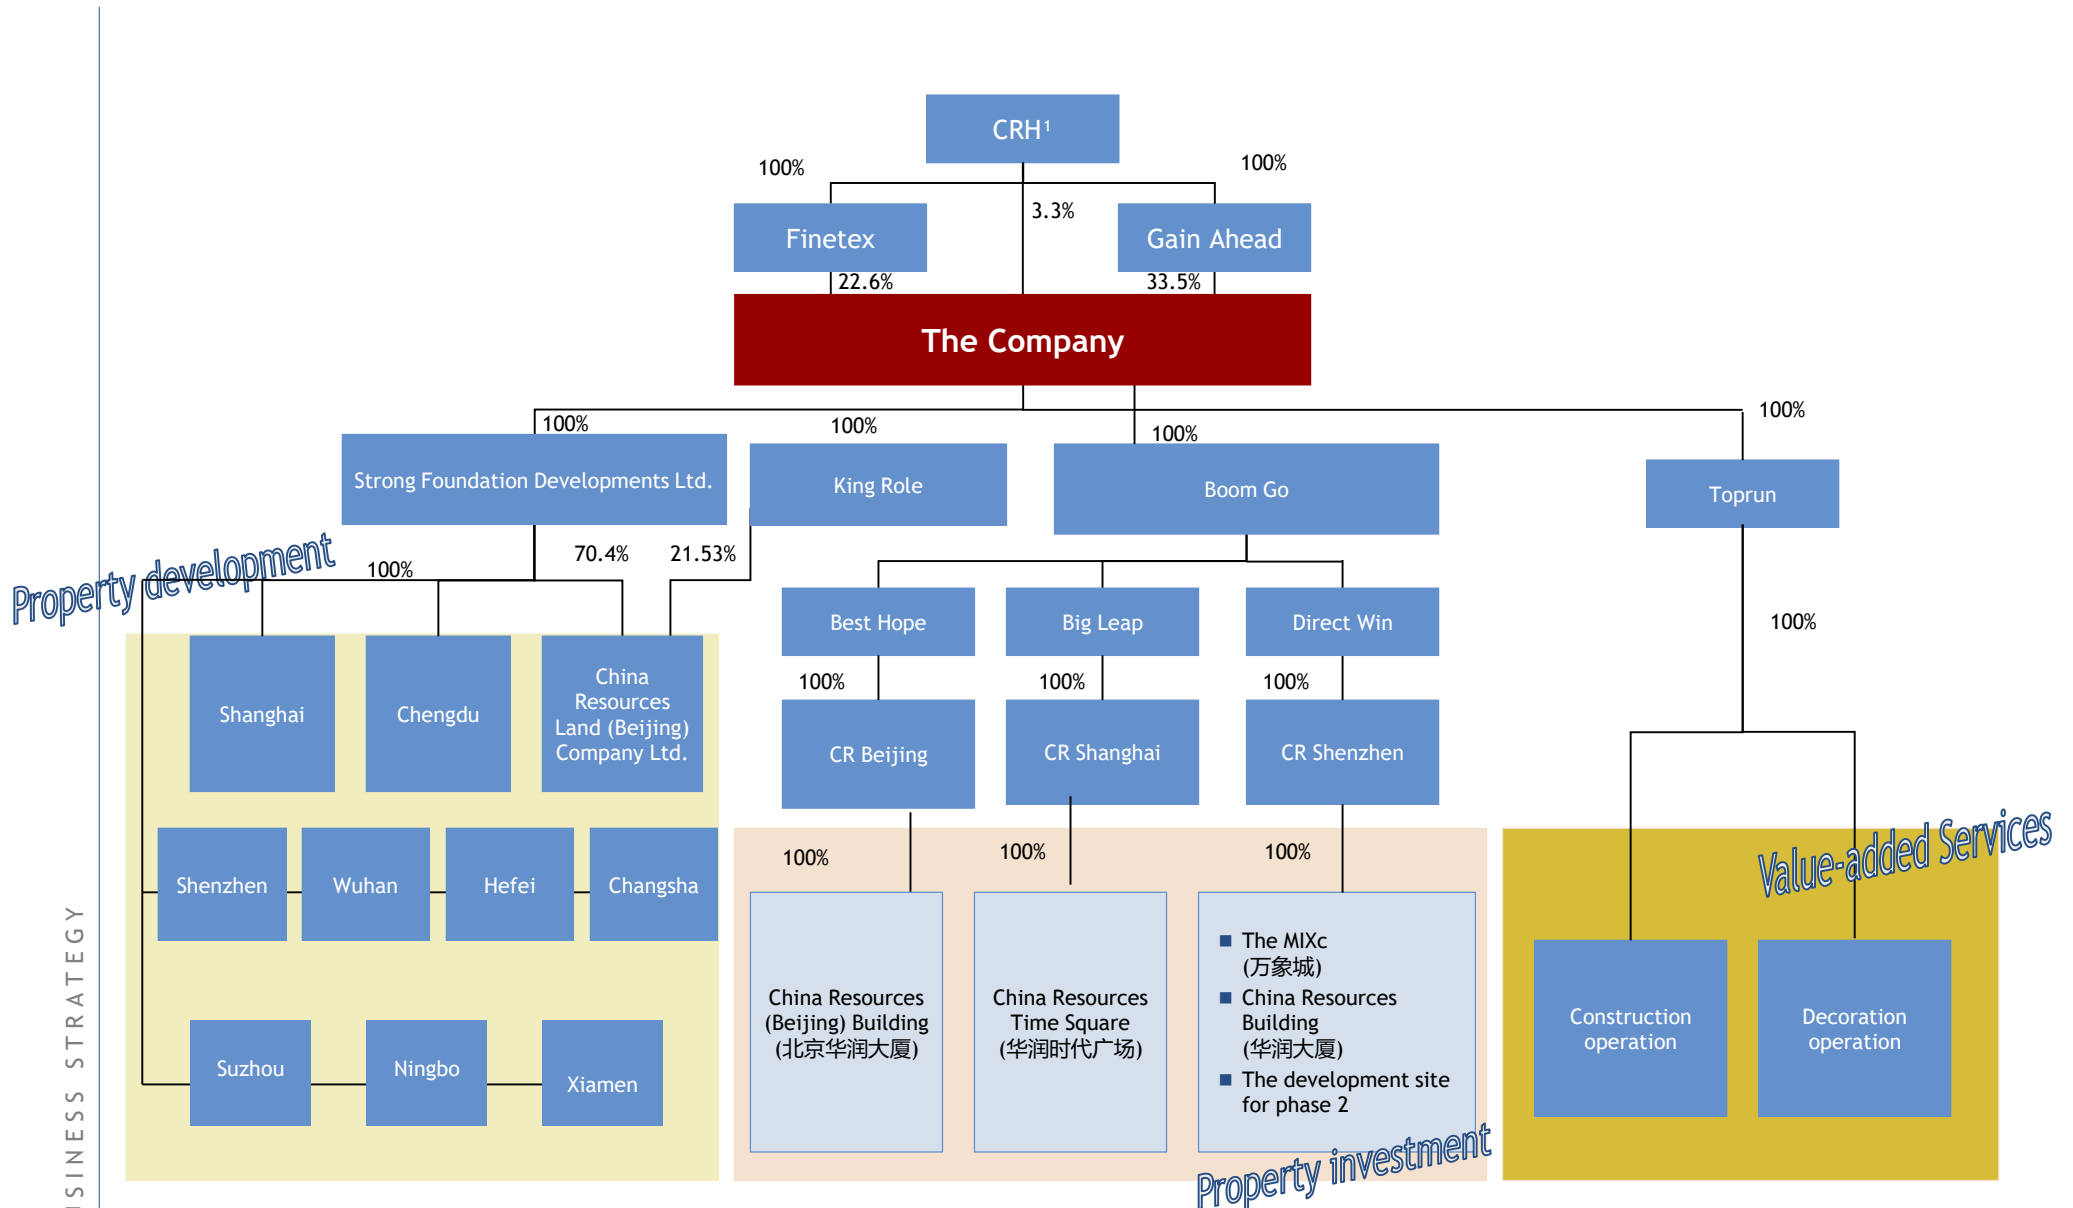 CRH¹
100%
100%
3.3%
Finetex
Gain Ahead
22.6%
33.5%
The Company
100%
100%
100%
100%
Strong Foundation Developments Ltd.
King Role
Boom Go
Toprun
Property development
100%
70.4%
21.53%
Best Hope
Big Leap
Direct Win
100%
100%
100%
100%
Shanghai
Chengdu
China
Resources
Land (Beijing)
Company Ltd.
CR Beijing
CR Shanghai
CR Shenzhen
Shenzhen
Wuhan
Hefei
Changsha
100%
100%
100%
Value-added Services
Suzhou
Ningbo
Xiamen
China Resources
(Beijing) Building
(北京华润大厦)
China Resources
Time Square
(华润时代广场)
The MIXc
(万象城)
China Resources
Building
(华润大厦)
The development site
for phase 2
Construction
operation
Decoration
operation
Property investment
USINESS STRATEGY